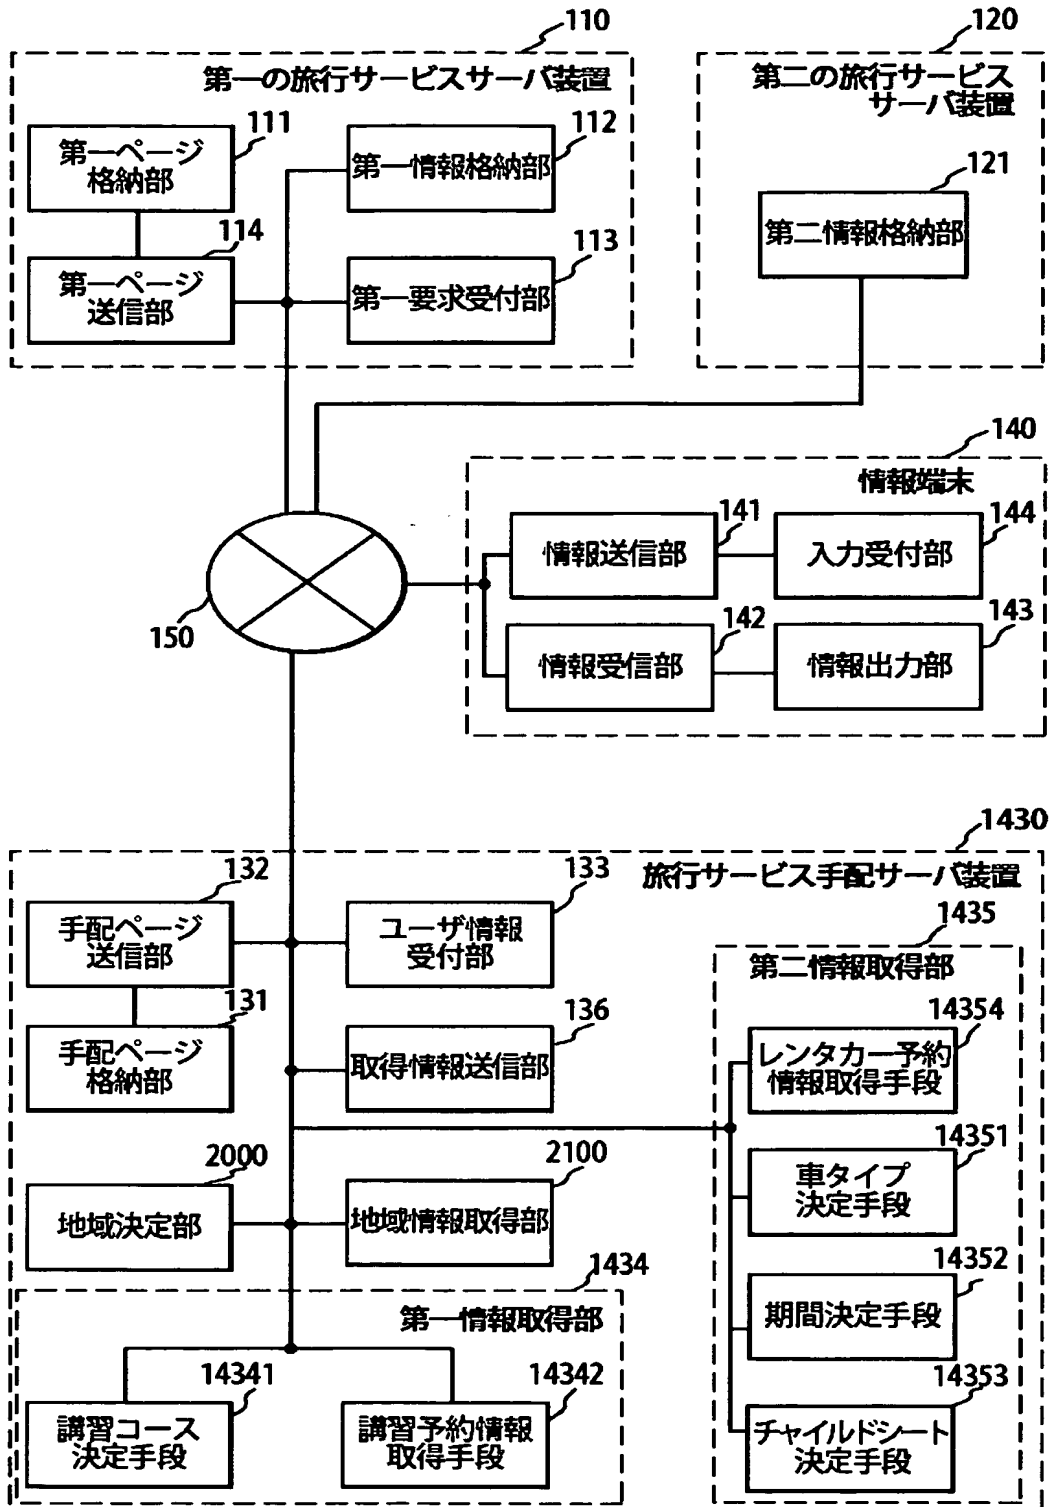 110
第一の旅行サービスサーバ装置
111
第一ページ
格納部
112
第一情報格納部
114
第一ページ
送信部
113
第一要求受付部
120
第二の旅行サービス
サーバ装置
121
第二情報格納部
150
140
情報端末
141
情報送信部
144
入力受付部
142
情報受信部
143
情報出力部
1430
旅行サービス手配サーバ装置
132
手配ページ
送信部
133
ユーザ情報
受付部
131
手配ページ
格納部
136
取得情報送信部
2000
地域決定部
2100
地域情報取得部
1434
第一情報取得部
14341
講習コース
決定手段
14342
講習予約情報
取得手段
1435
第二情報取得部
14354
レンタカー予約
情報取得手段
14351
車タイプ
決定手段
14352
期間決定手段
14353
チャイルドシート
決定手段